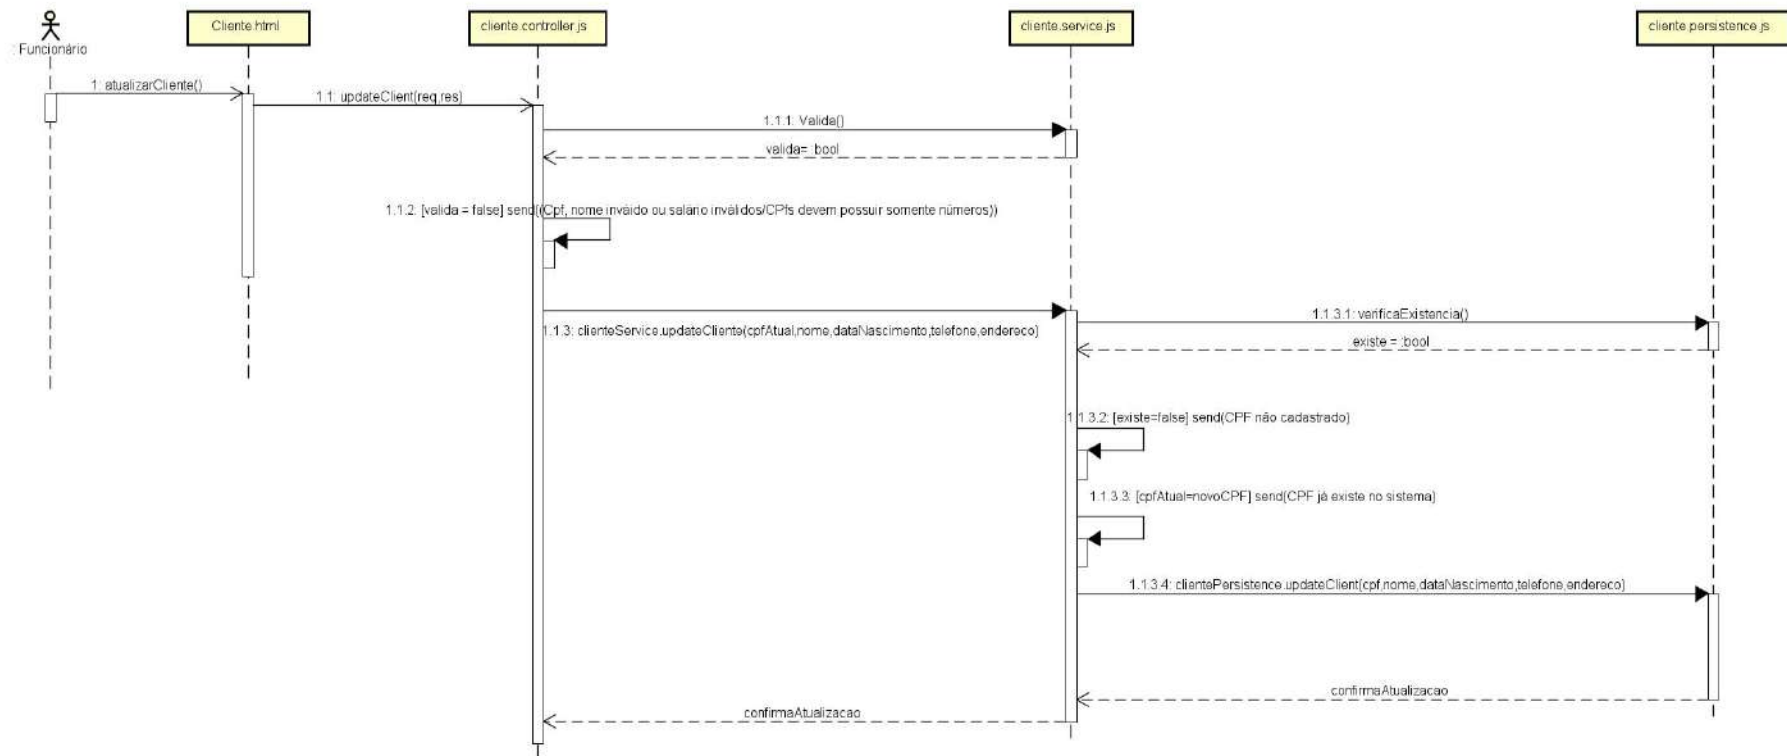 : Funcionário
Cliente.html
cliente.controller.js
cliente.service.js
cliente.persistence.js
1: atualizarCliente()
1.1: updateClient(req,res)
1.1.1: Valida()
valida= :bool
1.1.2: [valida = false] send((Cpf, nome inváido ou salário inválidos/CPfs devem possuir somente números))
1.1.3: clienteService.updateCliente(cpfAtual,nome,dataNascimento,telefone,endereco)
1.1.3.1: verificaExistencia()
existe = :bool
1.1.3.2: [existe=false] send(CPF não cadastrado)
1.1.3.3: [cpfAtual=novoCPF] send(CPF já existe no sistema)
1.1.3.4: clientePersistence.updateClient(cpf,nome,dataNascimento,telefone,endereco)
confirmaAtualizacao
confirmaAtualizacao